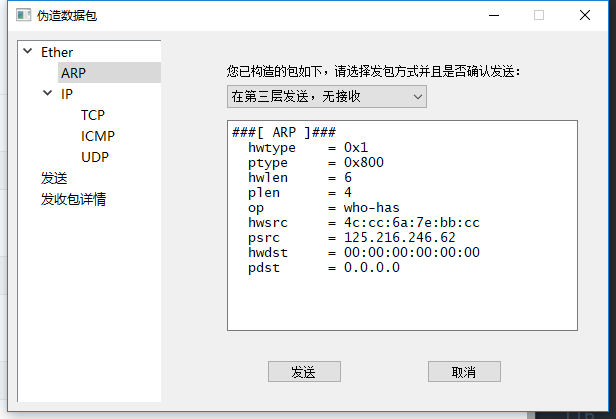 伪造数据包
Ether
ARP
IP
TCP
ICMP
UDP
发送
发收包详情
您已构造的包如下，请选择发包方式并且是否确认发送：
在第三层发送，无接收
###[ ARP ]###
hwtype = 0x1
ptype = 0x800
hwlen = 6
plen = 4
op = who-has
hwsrc = 4c:cc:6a:7e:bb:cc
psrc = 125.216.246.62
hwdst = 00:00:00:00:00:00
pdst = 0.0.0.0
发送
取消